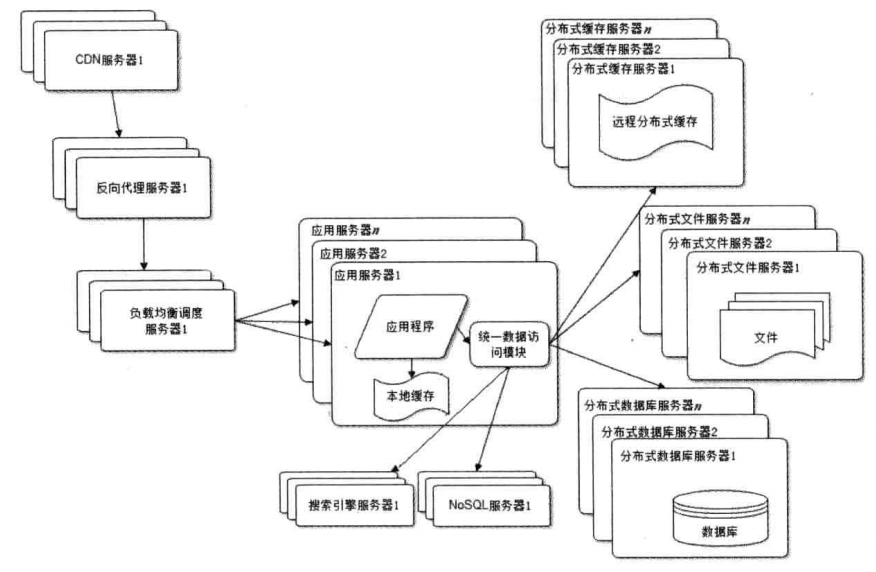 CDN服务器1
反向代理服务器1
负载均衡调度
服务器1
应用服务器n
应用服务器2
应用服务器1
应用程序
统一数据访
问模块
本地缓存
搜索引擎服务器1
NoSQL服务器1
分布式缓存服务器n
分布式缓存服务器2
分布式缓存服务器1
远程分布式缓存
分布式文件服务器n
分布式文件服务器2
分布式文件服务器1
文件
分布式数据库服务器n
分布式数据库服务器2
分布式数据库服务器1
数据库